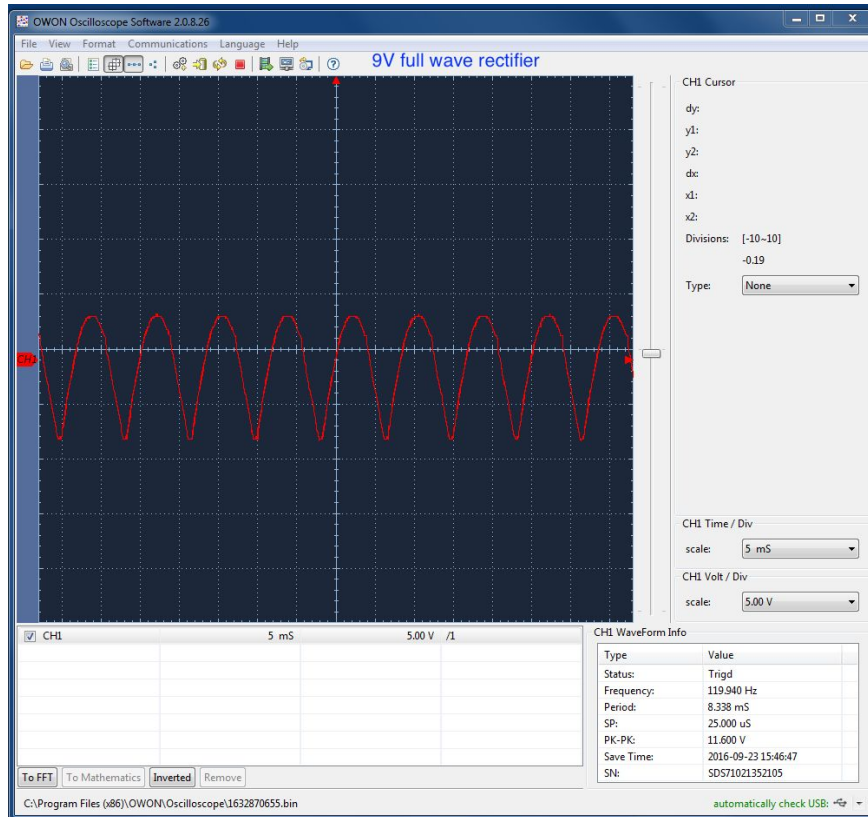 OWON Oscilloscope Software 2.0.8.26
File View Format Communications Language Help
9V full wave rectifier
CH1 Cursor
dy:
y1:
y2:
dx:
x1:
x2:
Divisions: [-10~10]
-0.19
Type: None
CH1
CH1 Time / Div
scale: 5 mS
CH1 Volt / Div
scale: 5.00 V
CH1 5 mS 5.00 V /1
CH1 WaveForm Info
Type Value
Status: Trigd
Frequency: 119.940 Hz
Period: 8.338 mS
SP: 25.000 uS
PK-PK: 11.600 V
Save Time: 2016-09-23 15:46:47
SN: SDS71021352105
To FFT To Mathematics Inverted Remove
C:\Program Files (x86)\OWON\Oscilloscope\1632870655.bin
automatically check USB: